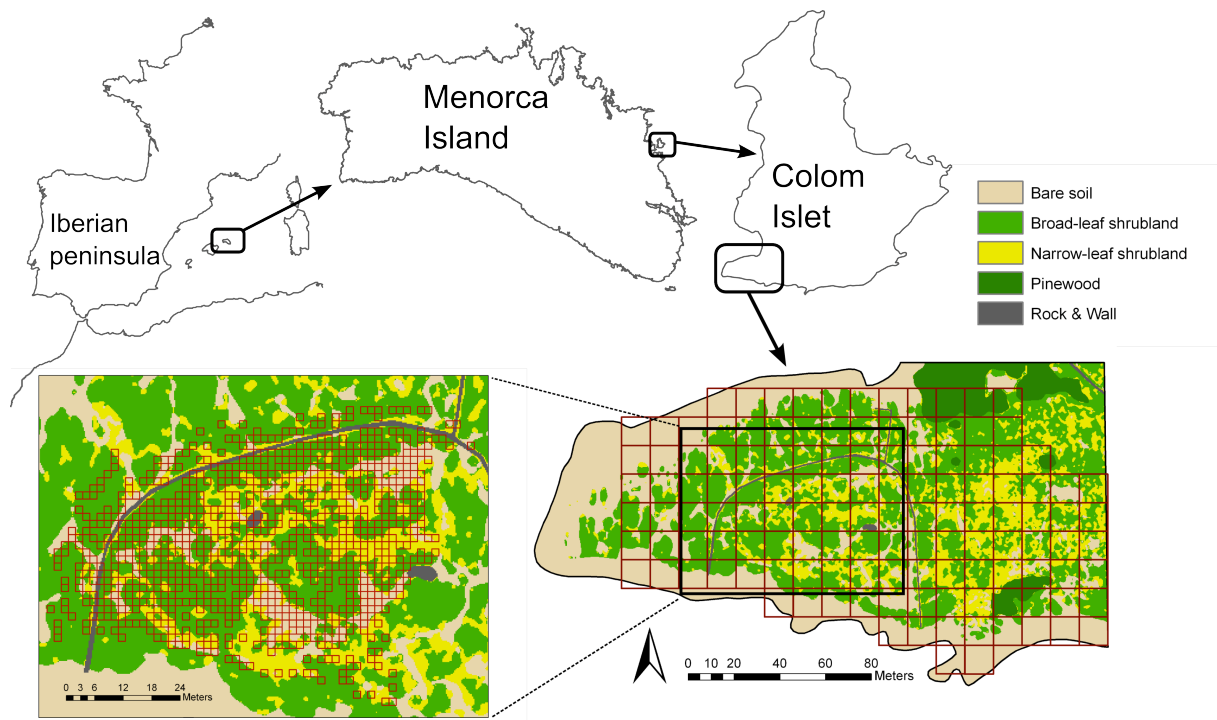 Menorca
Island
Colom
Islet
Iberian
peninsula
Bare soil
Broad-leaf shrubland
Narrow-leaf shrubland
Pinewood
Rock & Wall
0 3 6 12 18 24
Meters
0 10 20 40 60 80
Meters